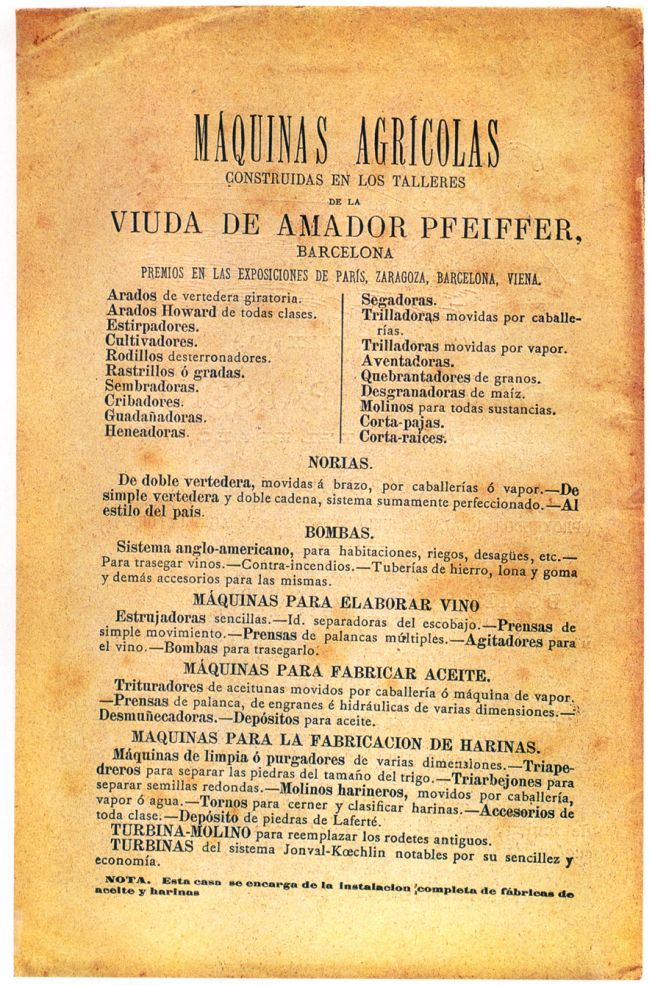 MÁQUINAS AGRÍCOLAS
CONSTRUIDAS EN LOS TALLERES
DE LA
VIUDA DE AMADOR PFEIFFER,
BARCELONA
PREMIOS EN LAS EXPOSICIONES DE PARÍS, ZARAGOZA, BARCELONA, VIENA.
Arados de vertedera giratoria.
Arados Howard de todas clases.
Estirpadores.
Cultivadores.
Rodillos desterronadores.
Rastrillos ó gradas.
Sembradoras.
Cribadores.
Guadañadoras.
Heneadoras.
Segadoras.
Trilladoras movidas por caballe-
rías.
Trilladoras movidas por vapor.
Aventadoras.
Quebrantadores de granos.
Desgranadoras de maíz.
Molinos para todas sustancias.
Corta-pajas.
Corta-raíces.
NORIAS.
De doble vertedera, movidas á brazo, por caballerías ó vapor.—De
simple vertedera y doble cadena, sistema sumamente perfeccionado.—Al
estilo del país.
BOMBAS.
Sistema anglo-americano, para habitaciones, riegos, desagües, etc.—
Para trasegar vinos.—Contra-incendios.—Tuberías de hierro, lona y goma
y demás accesorios para las mismas.
MÁQUINAS PARA ELABORAR VINO
Estrujadoras sencillas.—Id. separadoras del escobajo.—Prensas de
simple movimiento.—Prensas de palancas múltiples.—Agitadores para
el vino.—Bombas para trasegarlo.
MÁQUINAS PARA FABRICAR ACEITE.
Trituradores de aceitunas movidos por caballería ó máquina de vapor.
—Prensas de palanca, de engranes é hidráulicas de varias dimensiones.—
Desmuñecadoras.—Depósitos para aceite.
MAQUINAS PARA LA FABRICACION DE HARINAS.
Máquinas de limpia ó purgadores de varias dimensiones.—Triape-
dreros para separar las piedras del tamaño del trigo.—Triarbejones para
separar semillas redondas.—Molinos harineros, movidos por caballería,
vapor ó agua.—Tornos para cerner y clasificar harinas.—Accesorios de
toda clase.—Depósito de piedras de Laferté.
TURBINA-MOLINO para reemplazar los rodetes antiguos.
TURBINAS del sistema Jonval-Kœchlin notables por su sencillez y
economía.
NOTA. Esta casa se encarga de la instalacion completa de fábricas de
aceite y harinas